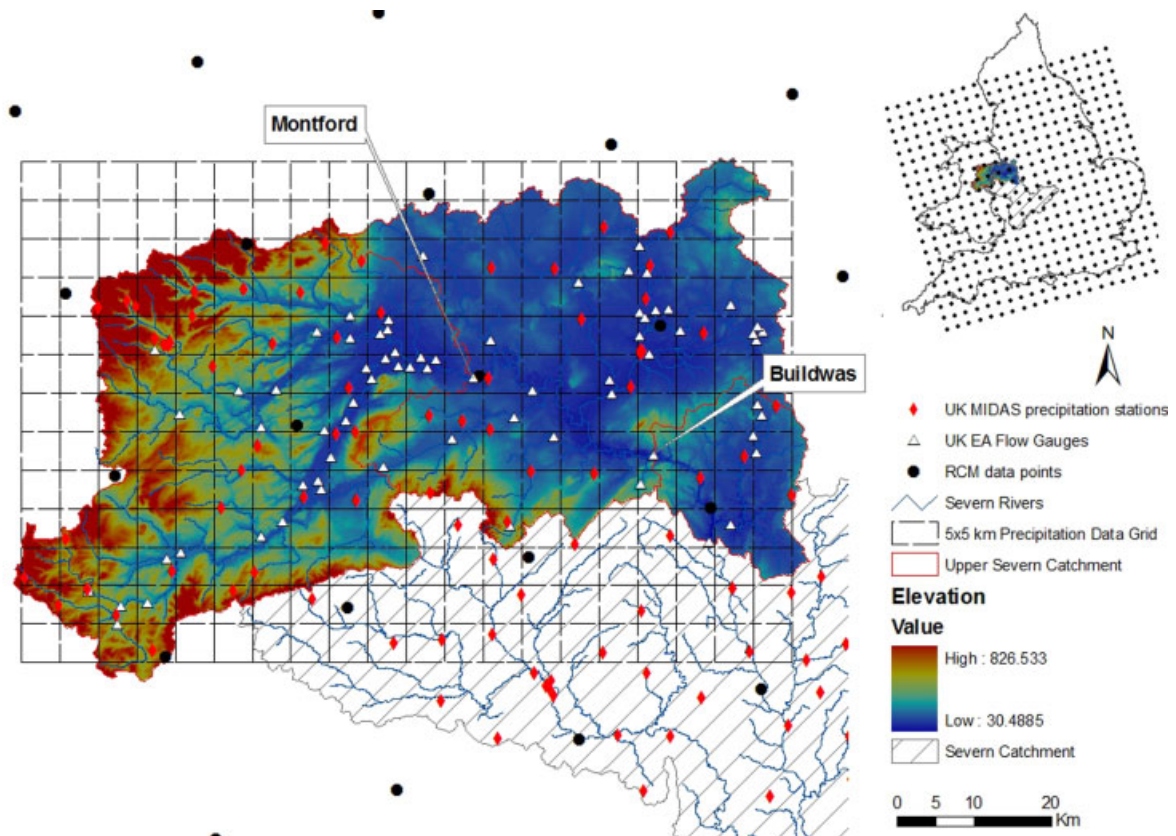 Montford
Buildwas
N
UK MIDAS precipitation stations
UK EA Flow Gauges
RCM data points
Severn Rivers
5x5 km Precipitation Data Grid
Upper Severn Catchment
Elevation
Value
High : 826.533
Low : 30.4885
Severn Catchment
0 5 10 20
Km